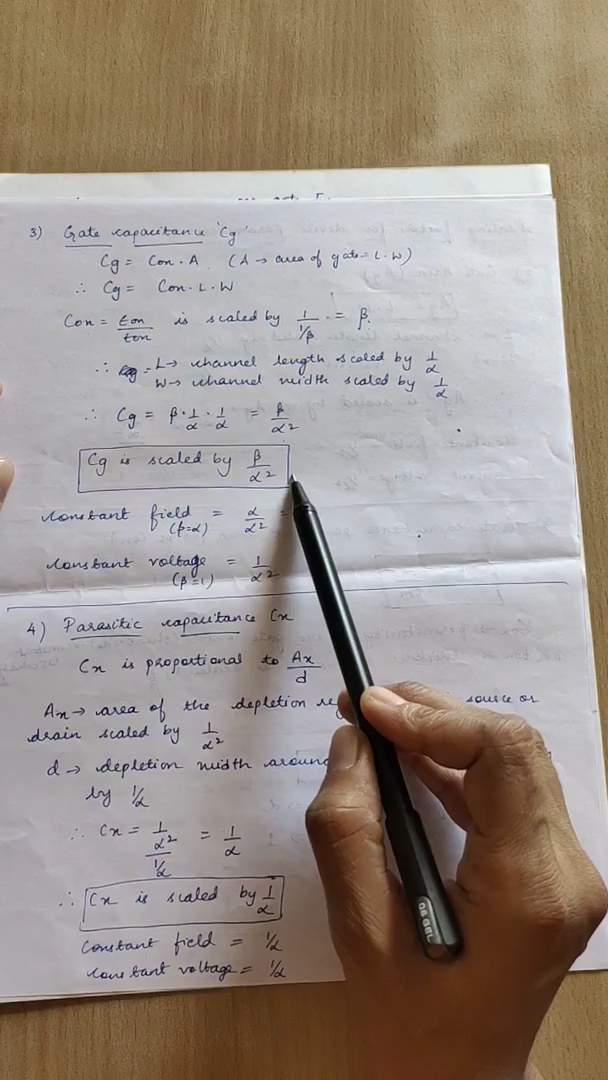 3) Gate capacitance 'Cg'
Cg = Con . A (A → area of gate = L . W)
∴ Cg = Con . L . W
Con = εon/ton is scaled by 1/(1/β) = β.
∴ L → channel length scaled by 1/α
W → channel width scaled by 1/α
∴ Cg = β . 1/α . 1/α = β/α²
Cg is scaled by β/α²
Constant field (β=α) = α/α² =
Constant voltage (β=1) = 1/α²
4) Parasitic capacitance Cx
Cx is proportional to Ax/d
Ax → area of the depletion source or
drain scaled by 1/α²
d → depletion width around
by 1/α
∴ Cx = (1/α²)/(1/α) = 1/α
∴ Cx is scaled by 1/α
Constant field = 1/α
Constant voltage = 1/α